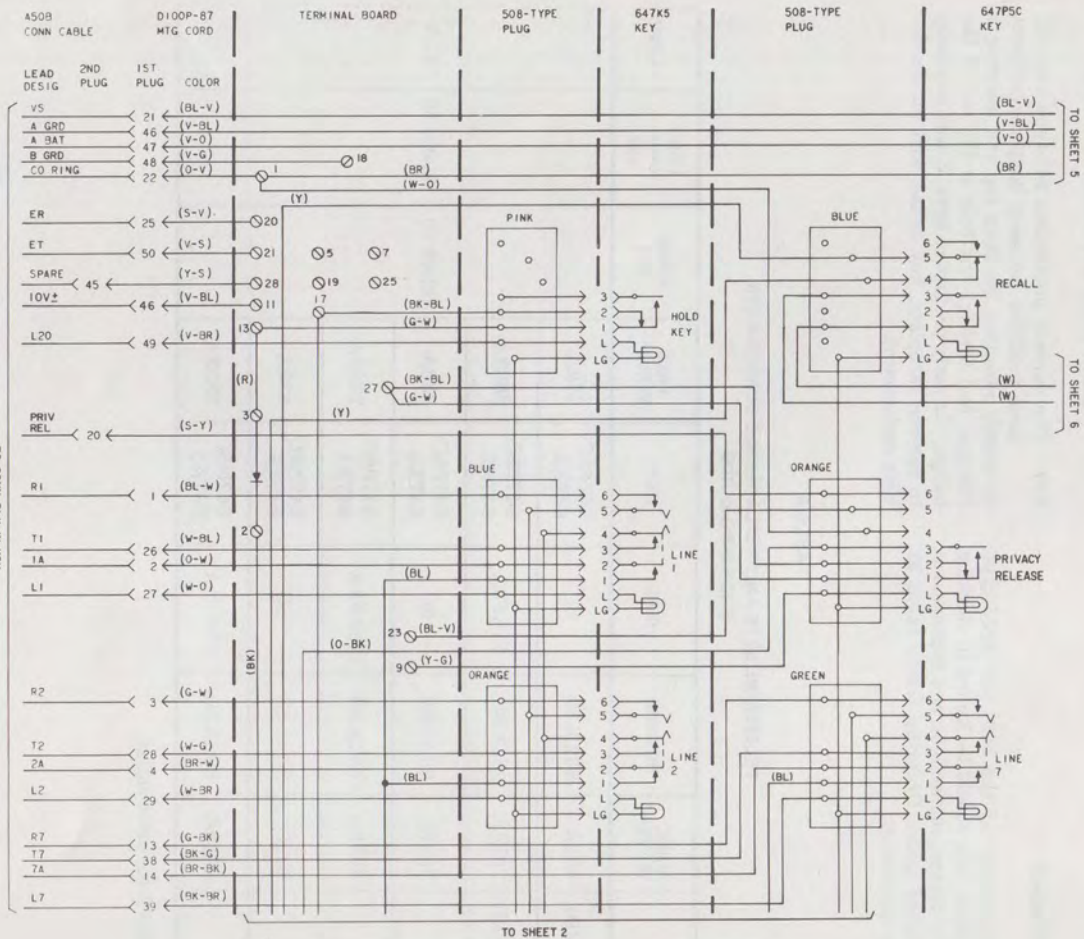 A50B CONN CABLE
D100P-87 MTG CORD
TERMINAL BOARD
508-TYPE PLUG
647K5 KEY
508-TYPE PLUG
647P5C KEY
LEAD DESIG
2ND PLUG
1ST PLUG
COLOR
VS 21 (BL-V) (BL-V)
A GRD 46 (V-BL) (V-BL)
A BAT 47 (V-O) (V-O)
B GRD 48 (V-G) 18
CO RING 22 (O-V) 1 (BR) (BR)
(W-O)
TO SHEET 5
(Y)
ER 25 (S-V) 20
PINK
BLUE
ET 50 (V-S) 21 5 7
SPARE 45 (Y-S) 28 19 25
10V± 46 (V-BL) 11 17 (BK-BL)
L20 49 (V-BR) 13 (G-W)
3
2
1
L
LG
HOLD KEY
6
5
4
3
2
1
L
LG
RECALL
(R)
27 (BK-BL)
(G-W)
(W)
(W)
TO SHEET 6
3 (Y)
PRIV REL 20 (S-Y)
BLUE
ORANGE
R1 1 (BL-W)
2
T1 26 (W-BL)
1A 2 (O-W)
L1 27 (W-O)
(BL)
6
5
4
3
2
1
L
LG
LINE 1
6
5
4
3
2
1
L
LG
PRIVACY RELEASE
23 (BL-V)
(O-BK)
9 (Y-G)
(BK)
ORANGE
GREEN
R2 3 (G-W)
T2 28 (W-G)
2A 4 (BR-W)
L2 29 (W-BR)
(BL)
6
5
4
3
2
1
L
LG
LINE 2
(BL)
6
5
4
3
2
1
L
LG
LINE 7
R7 13 (G-BK)
T7 38 (BK-G)
7A 14 (BR-BK)
L7 39 (BK-BR)
TO SHEET 2